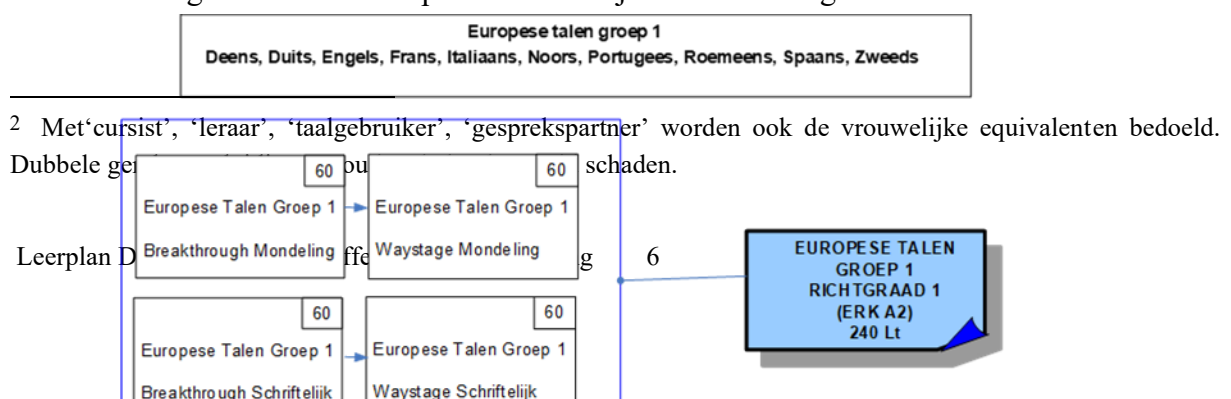 Europese talen groep 1
Deens, Duits, Engels, Frans, Italiaans, Noors, Portugees, Roemeens, Spaans, Zweeds
2 Met‘cursist’, ‘leraar’, ‘taalgebruiker’, ‘gesprekspartner’ worden ook de vrouwelijke equivalenten bedoeld.
Dubbele schaden.
60
Europese Talen Groep 1
Breakthrough Mondeling
60
Europese Talen Groep 1
Waystage Mondeling
Leerplan 6
EUROPESE TALEN
GROEP 1
RICHTGRAAD 1
(ERK A2)
240 Lt
60
Europese Talen Groep 1
Breakthrough Schriftelijk
60
Europese Talen Groep 1
Waystage Schriftelijk